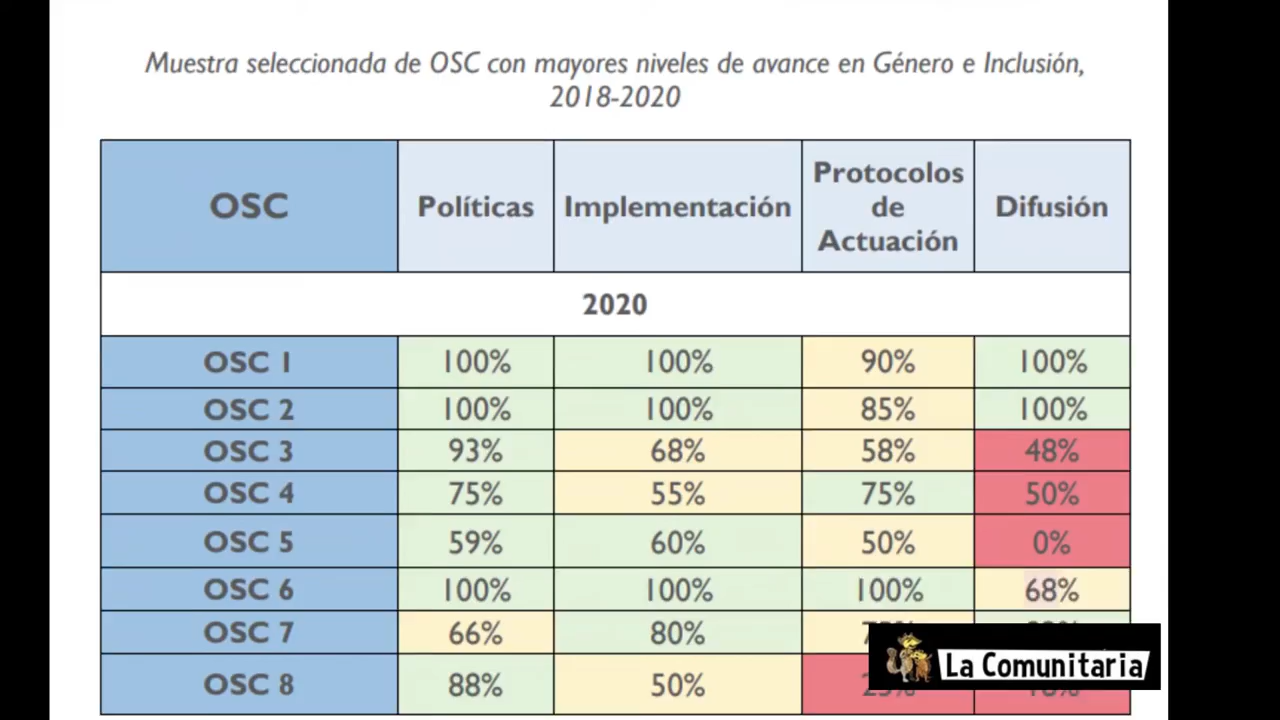 Muestra seleccionada de OSC con mayores niveles de avance en Género e Inclusión,
2018-2020
OSC Políticas Implementación Protocolos de Actuación Difusión
2020
OSC 1 100% 100% 90% 100%
OSC 2 100% 100% 85% 100%
OSC 3 93% 68% 58% 48%
OSC 4 75% 55% 75% 50%
OSC 5 59% 60% 50% 0%
OSC 6 100% 100% 100% 68%
OSC 7 66% 80%
OSC 8 88% 50%
La Comunitaria